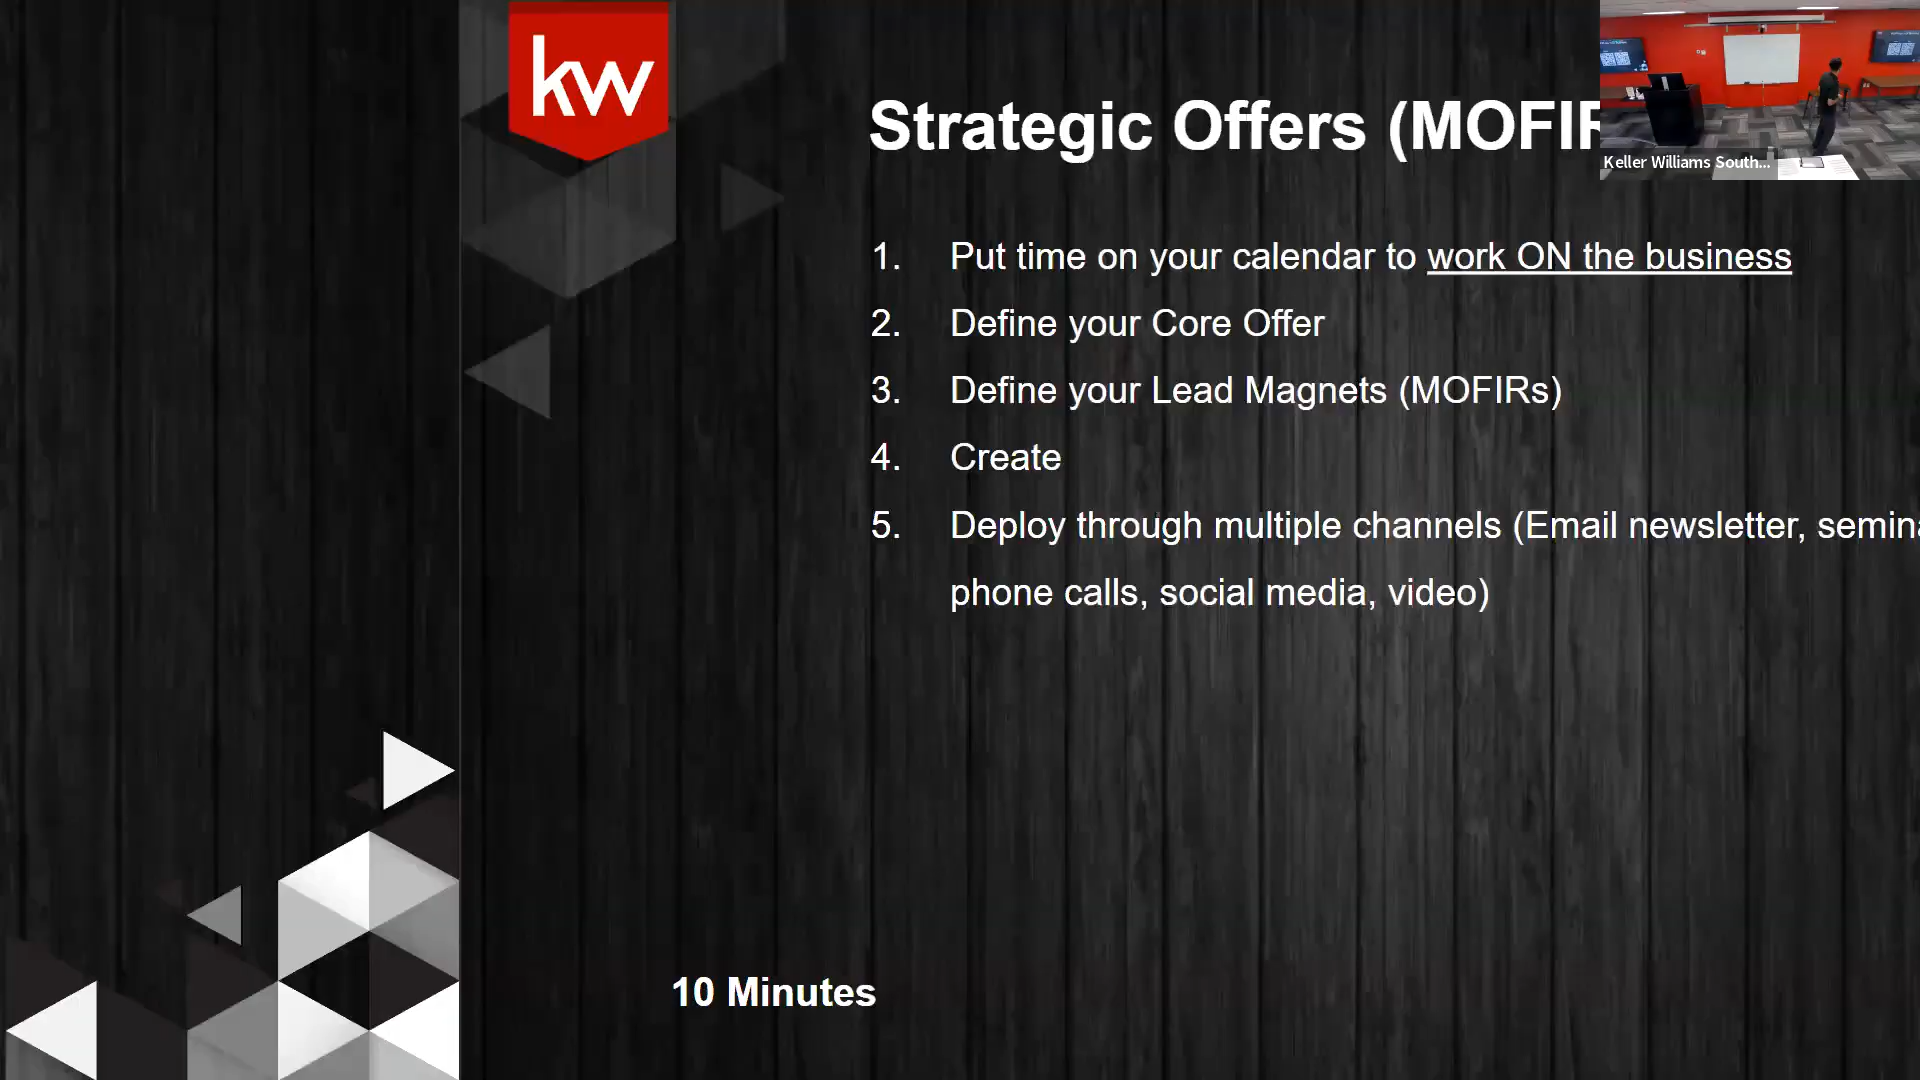 kw
Strategic Offers (MOFIR
Keller Williams South...
1. Put time on your calendar to work ON the business
2. Define your Core Offer
3. Define your Lead Magnets (MOFIRs)
4. Create
5. Deploy through multiple channels (Email newsletter, semina
phone calls, social media, video)
10 Minutes